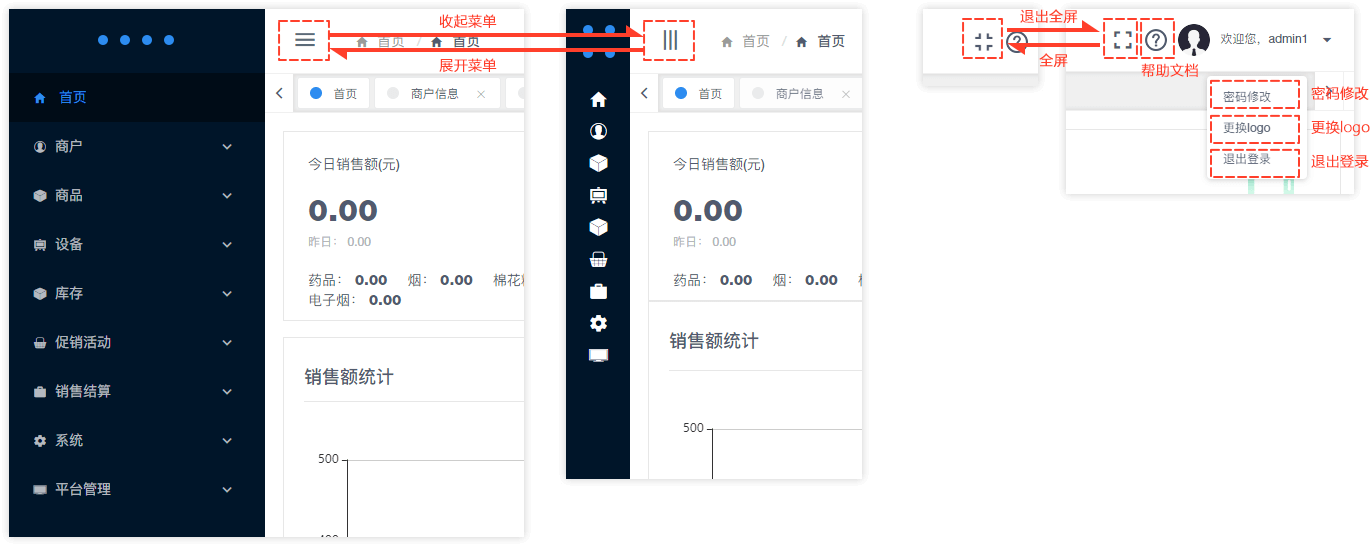 收起菜单
展开菜单
首页 / 首页
首页 商户信息
首页
商户
商品
设备
库存
促销活动
销售结算
系统
平台管理
今日销售额(元)
0.00
昨日： 0.00
药品： 0.00 烟： 0.00 棉花
电子烟： 0.00
销售额统计
500
400
首页 / 首页
首页 商户信息
今日销售额(元)
0.00
昨日： 0.00
药品： 0.00 烟： 0.00
销售额统计
500
退出全屏
全屏
帮助文档
欢迎您，admin1
密码修改 密码修改
更换logo 更换logo
退出登录 退出登录